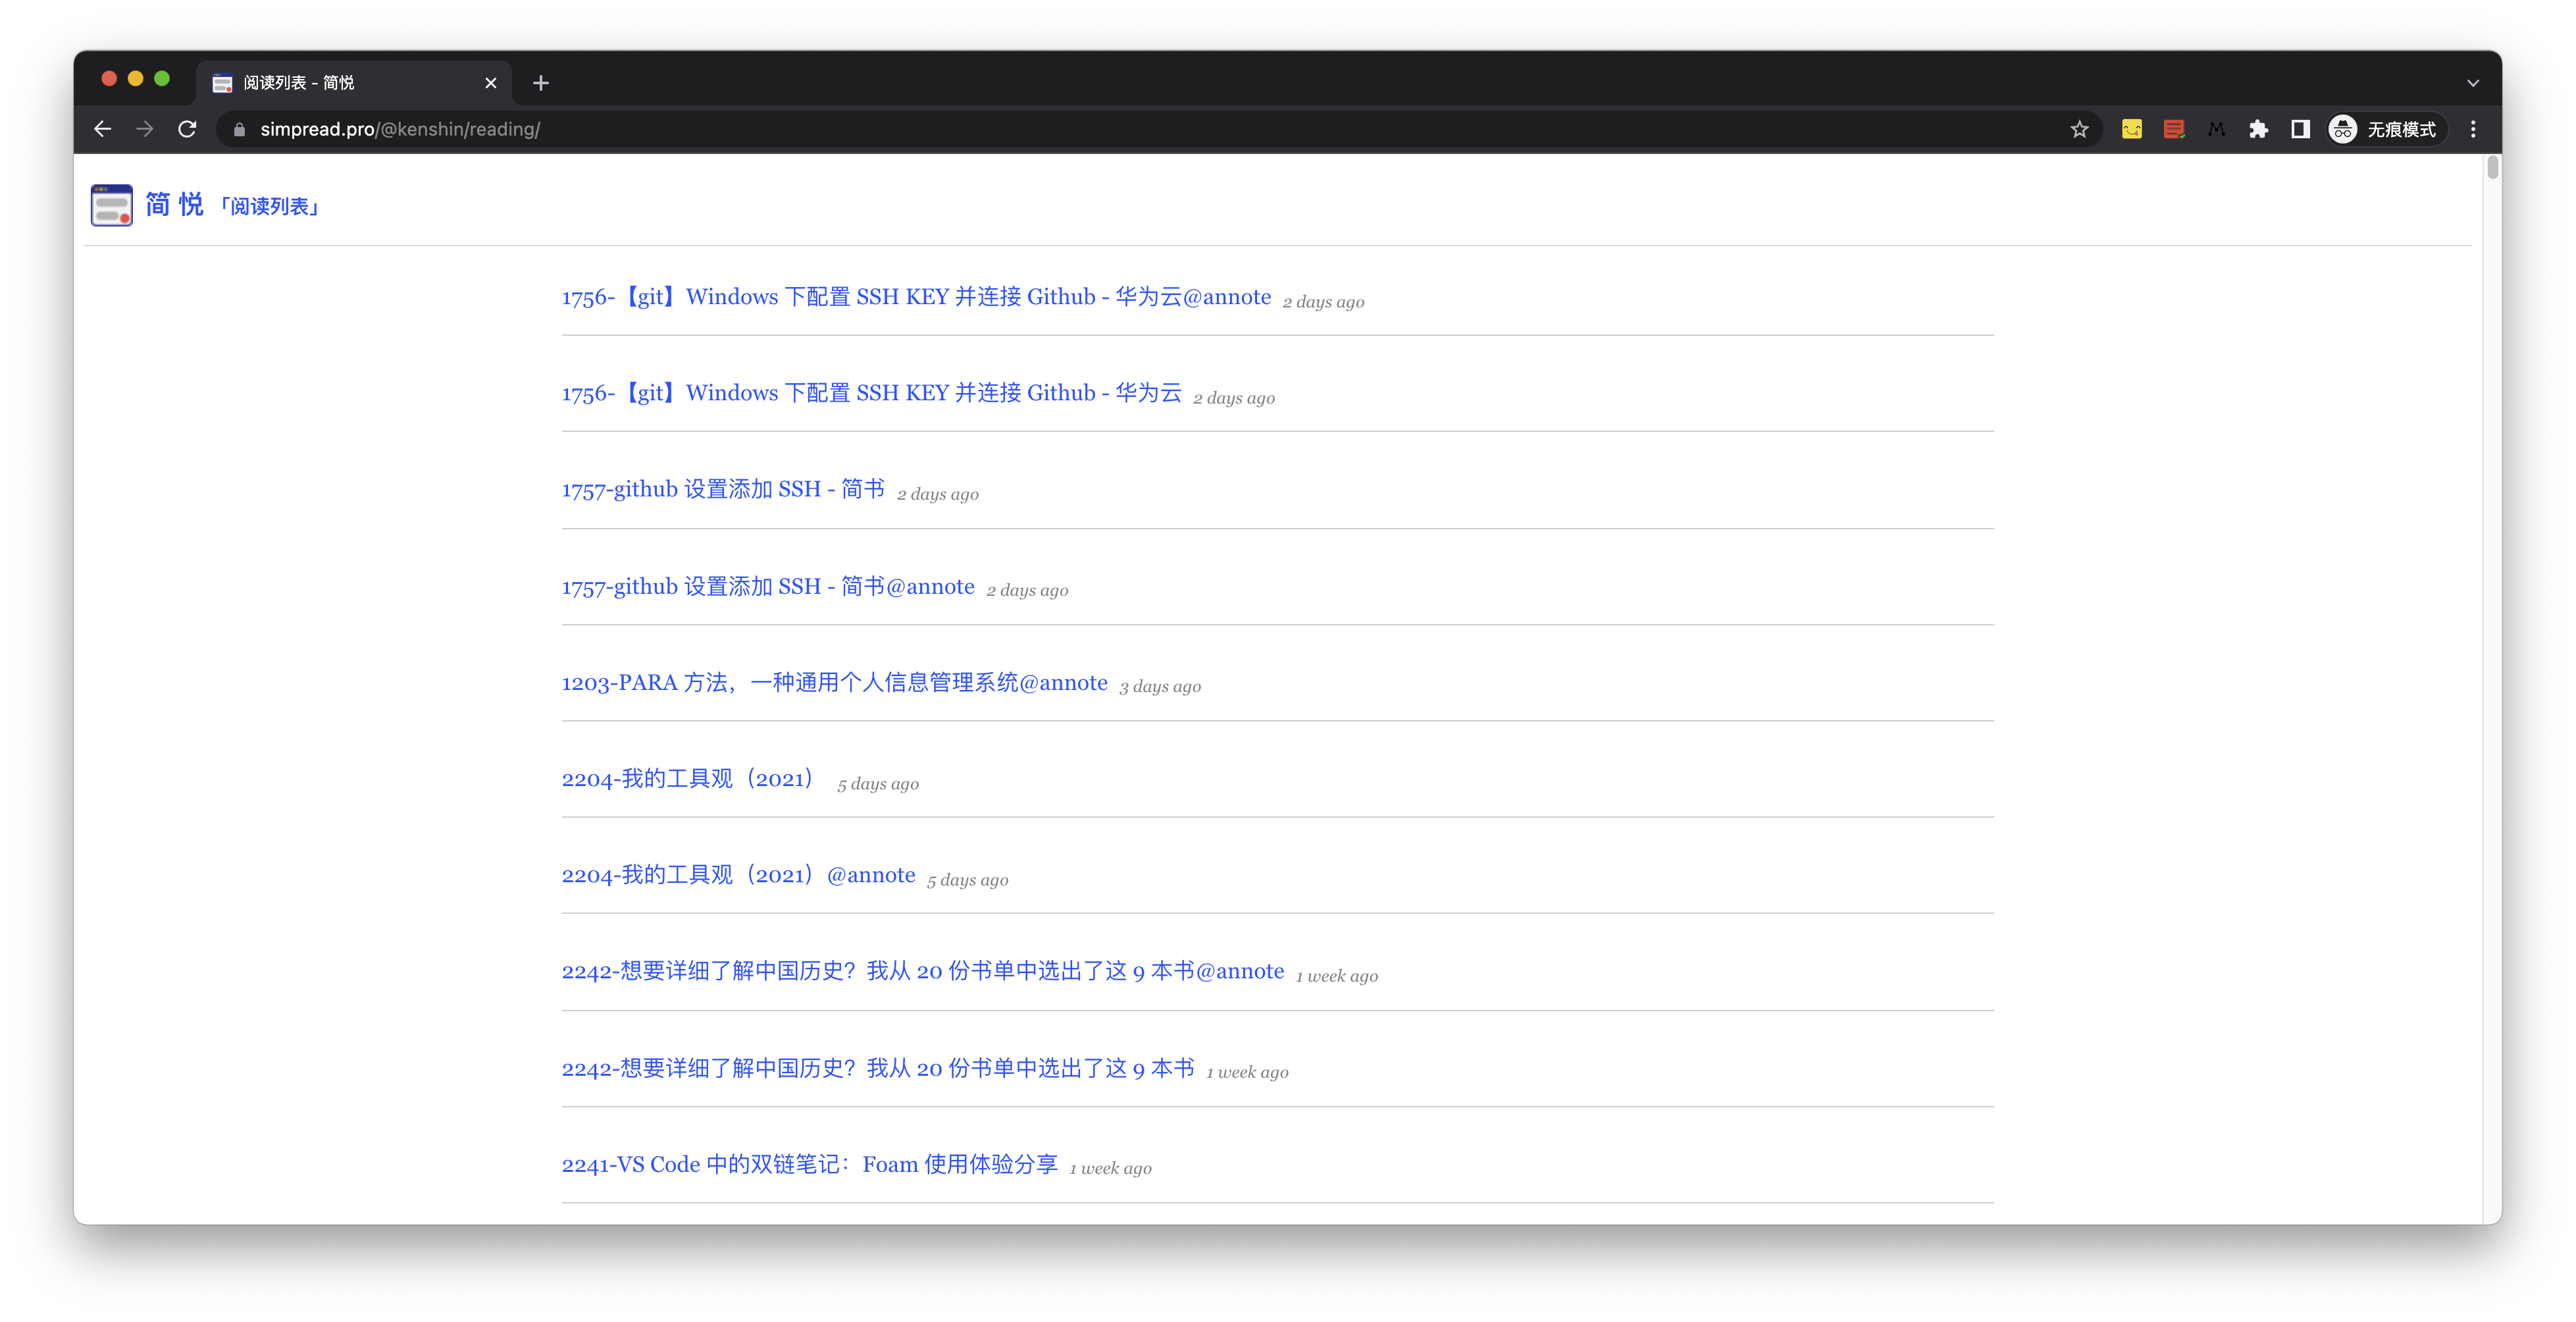 阅读列表 - 简悦
simpread.pro/@kenshin/reading/
无痕模式
简 悦 「阅读列表」
1756-【git】Windows 下配置 SSH KEY 并连接 Github - 华为云@annote 2 days ago
1756-【git】Windows 下配置 SSH KEY 并连接 Github - 华为云 2 days ago
1757-github 设置添加 SSH - 简书 2 days ago
1757-github 设置添加 SSH - 简书@annote 2 days ago
1203-PARA 方法，一种通用个人信息管理系统@annote 3 days ago
2204-我的工具观（2021） 5 days ago
2204-我的工具观（2021）@annote 5 days ago
2242-想要详细了解中国历史？我从 20 份书单中选出了这 9 本书@annote 1 week ago
2242-想要详细了解中国历史？我从 20 份书单中选出了这 9 本书 1 week ago
2241-VS Code 中的双链笔记：Foam 使用体验分享 1 week ago